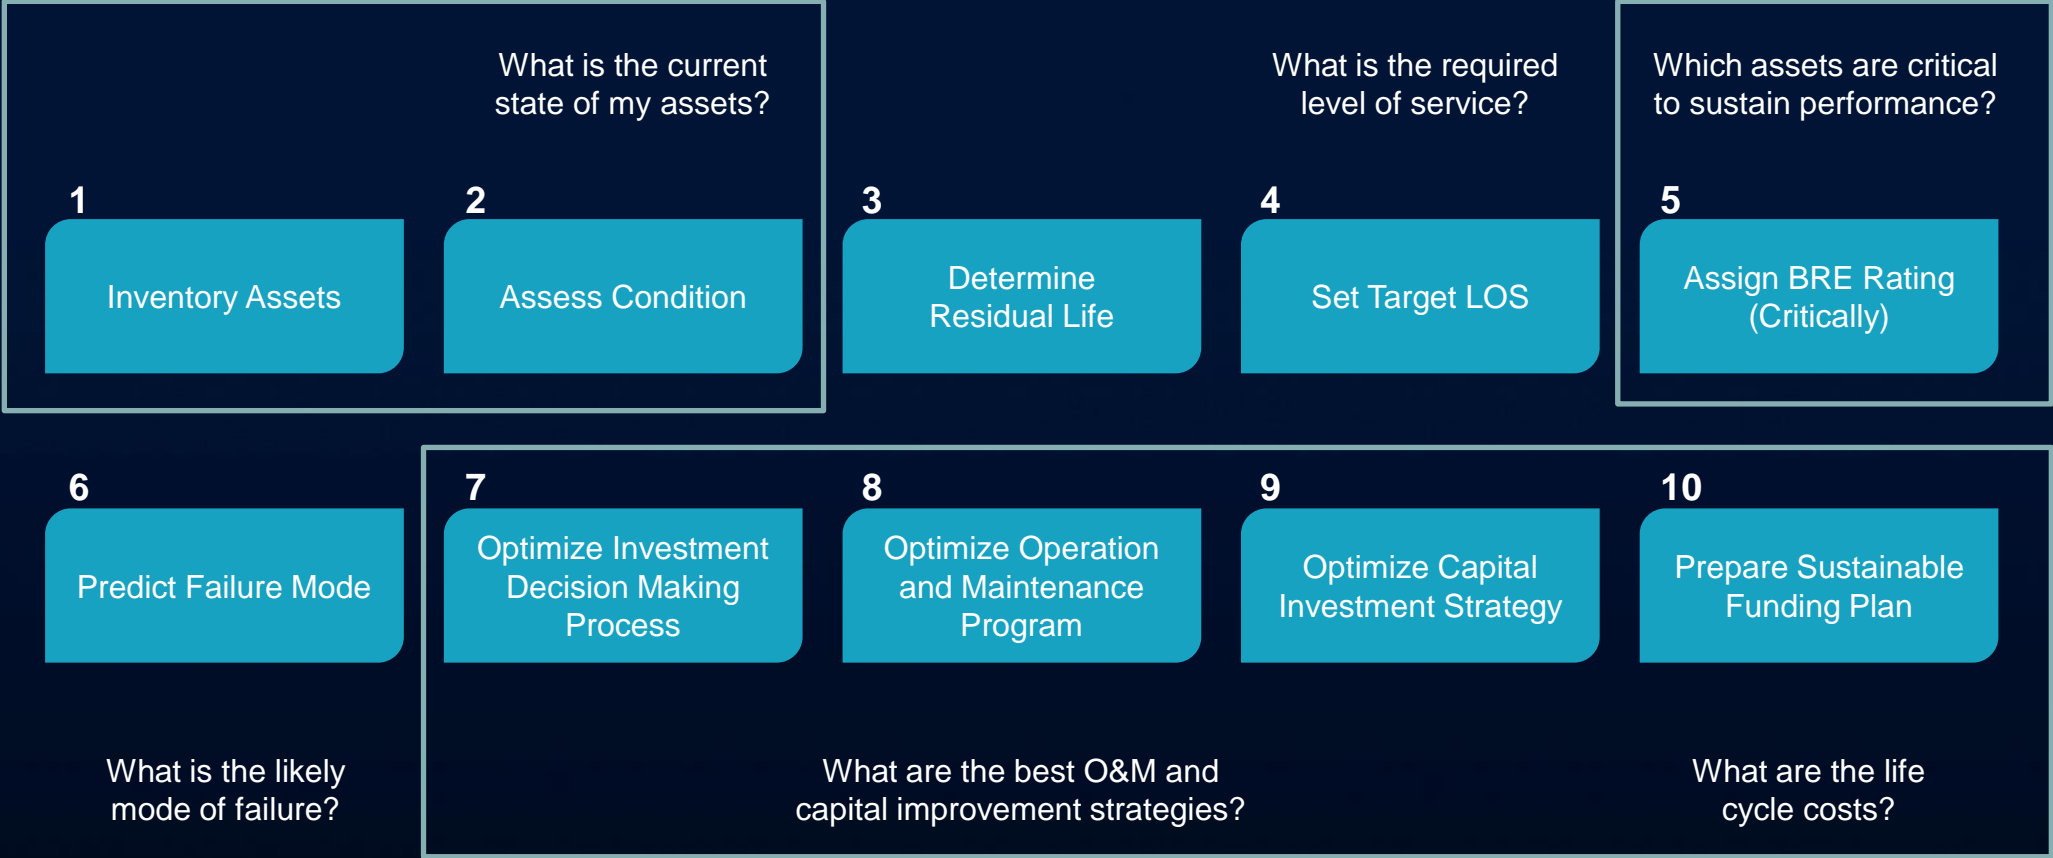 What is the current
state of my assets?
What is the required
level of service?
Which assets are critical
to sustain performance?
1
Inventory Assets
2
Assess Condition
3
Determine
Residual Life
4
Set Target LOS
5
Assign BRE Rating
(Critically)
6
Predict Failure Mode
7
Optimize Investment
Decision Making
Process
8
Optimize Operation
and Maintenance
Program
9
Optimize Capital
Investment Strategy
10
Prepare Sustainable
Funding Plan
What is the likely
mode of failure?
What are the best O&M and
capital improvement strategies?
What are the life
cycle costs?